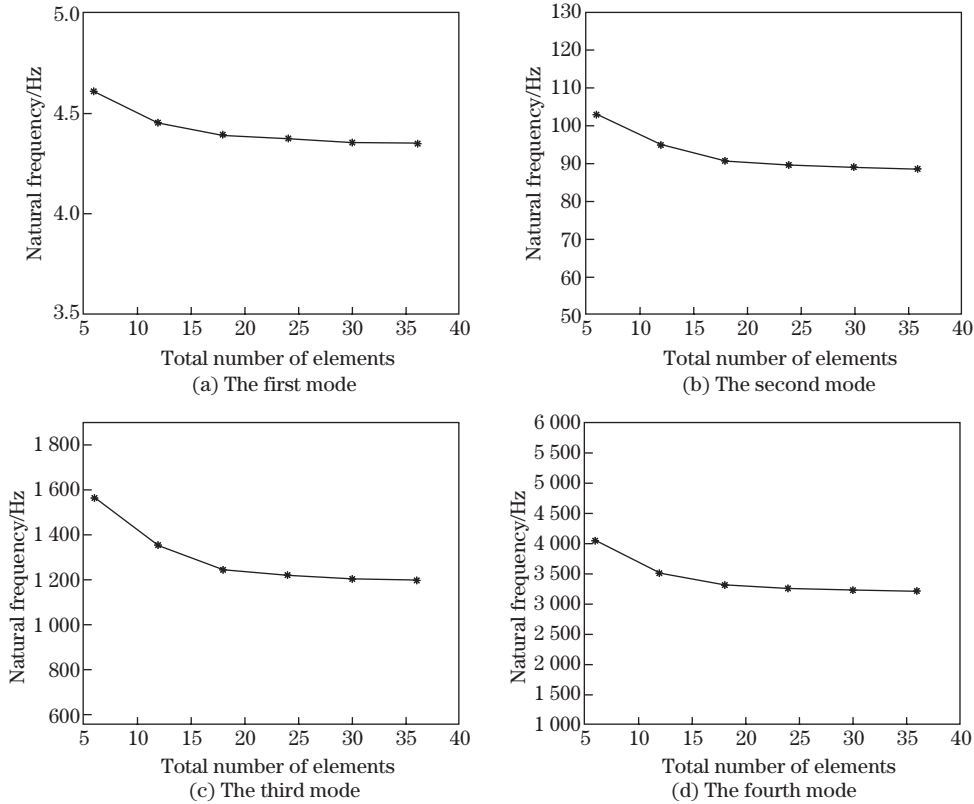 5.0
4.5
4.0
3.5
Natural frequency/Hz
5 10 15 20 25 30 35 40
Total number of elements
(a) The first mode
130
120
110
100
90
80
70
60
50
Natural frequency/Hz
5 10 15 20 25 30 35 40
Total number of elements
(b) The second mode
1 800
1 600
1 400
1 200
1 000
800
600
Natural frequency/Hz
5 10 15 20 25 30 35 40
Total number of elements
(c) The third mode
6 000
5 500
5 000
4 500
4 000
3 500
3 000
2 500
2 000
1 500
1 000
Natural frequency/Hz
5 10 15 20 25 30 35 40
Total number of elements
(d) The fourth mode